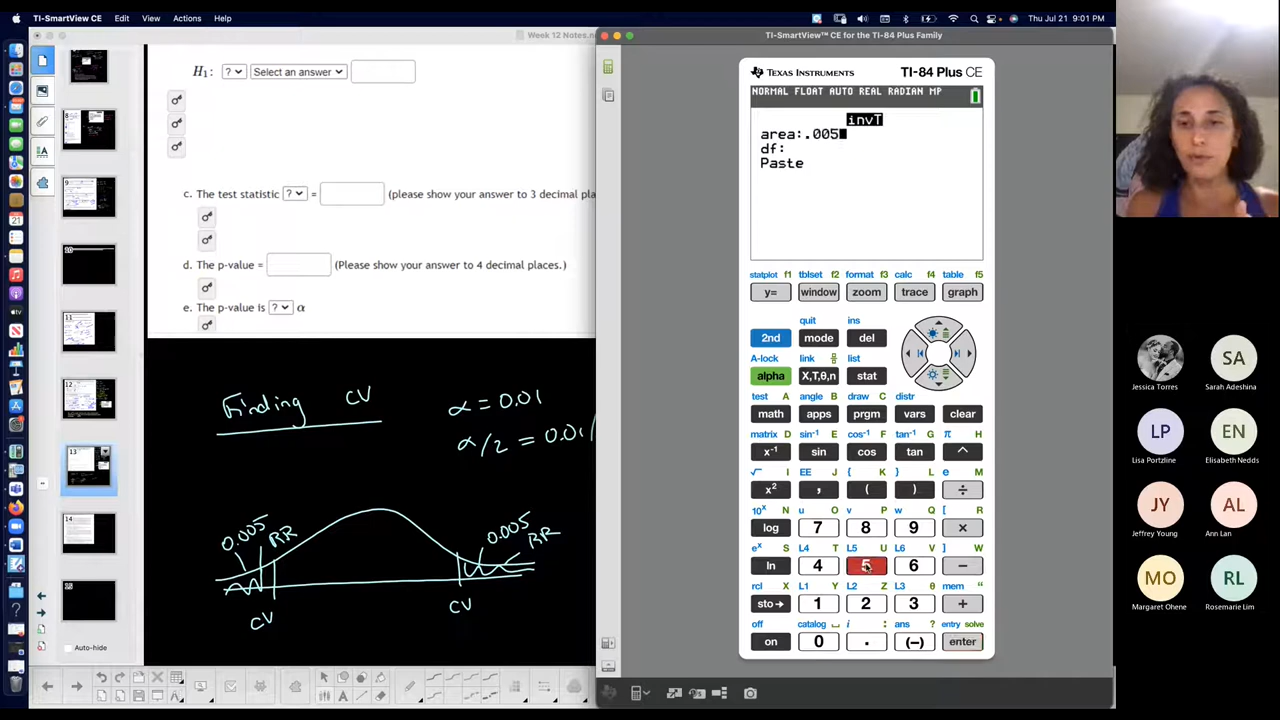 TI-SmartView Edit View Actions Help
Thu Jul 21 9:01 PM
Week 12 Notes.n
TI-SmartView™ CE for the TI-84 Plus Family
H1: ? Select an answer
c. The test statistic ? = (please show your answer to 3 decimal pla
d. The p-value = (Please show your answer to 4 decimal places.)
e. The p-value is ? α
Finding CV
α = 0.01
α/2 = 0.01/
0.005 RR
0.005 RR
CV
CV
8
9
10
11
12
13
14
15
Auto-hide
TEXAS INSTRUMENTS TI-84 Plus CE
NORMAL FLOAT AUTO REAL RADIAN MP
invT
area:.005
df:
Paste
statplot f1 tblset f2 format f3 calc f4 table f5
y= window zoom trace graph
quit ins
2nd mode del
A-lock link list
alpha X,T,θ,n stat
test A angle B draw C distr
math apps prgm vars clear
matrix D sin-1 E cos-1 F tan-1 G π H
x-1 sin cos tan ^
√ I EE J { K } L e M
x2 , ( ) ÷
10x N u O v P w Q [ R
log 7 8 9 ×
ex S L4 T L5 U L6 V ] W
ln 4 5 6 −
rcl X L1 Y L2 Z L3 θ mem "
sto→ 1 2 3 +
off catalog i : ans ? entry solve
on 0 . (−) enter
Jessica Torres
SA
Sarah Adeshina
LP
Lisa Portzline
EN
Elisabeth Nedds
JY
Jeffrey Young
AL
Ann Lan
MO
Margaret Ohene
RL
Rosemarie Lim